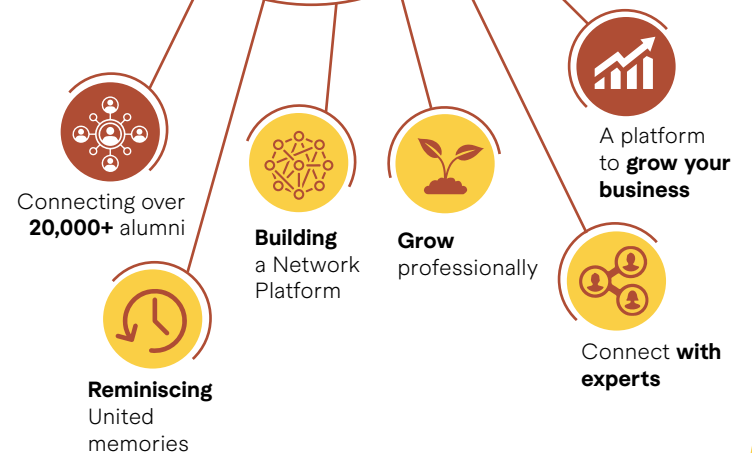 Connecting over
20,000+ alumni
Reminiscing
United
memories
Building
a Network
Platform
Grow
professionally
A platform
to grow your
business
Connect with
experts